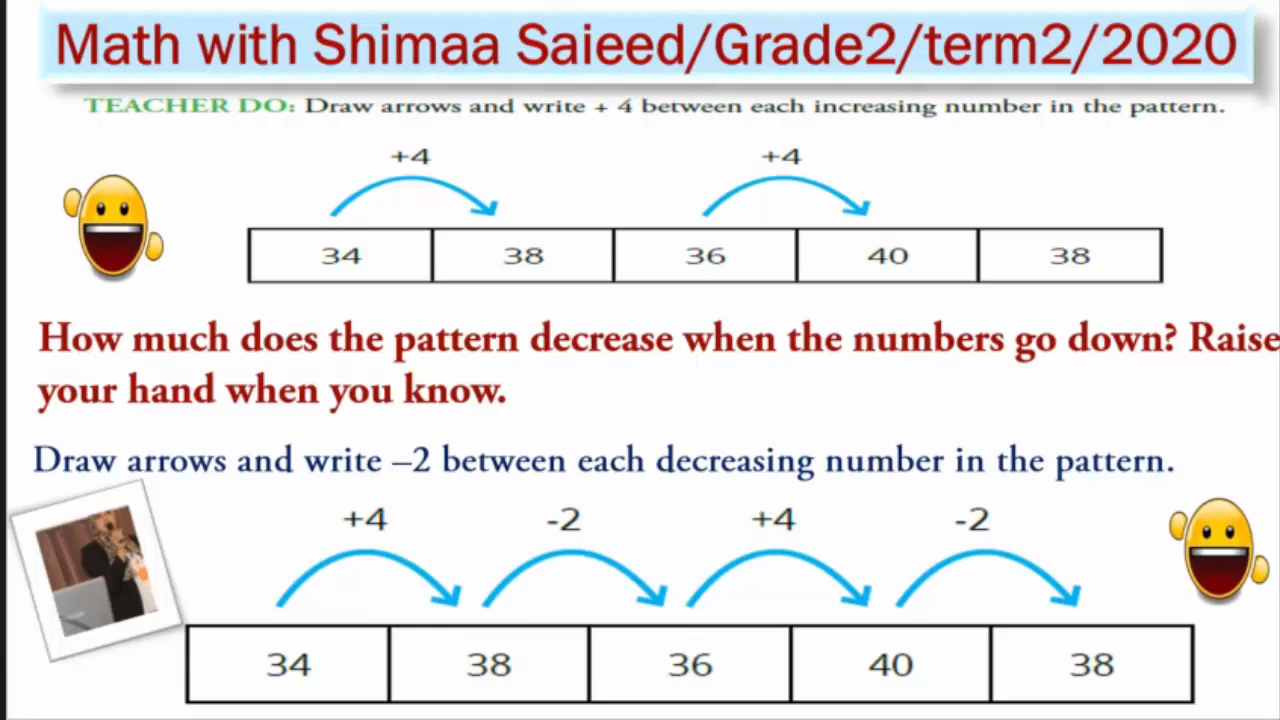 Math with Shimaa Saieed/Grade2/term2/2020
TEACHER DO: Draw arrows and write + 4 between each increasing number in the pattern.
+4 +4
34 38 36 40 38
How much does the pattern decrease when the numbers go down? Raise
your hand when you know.
Draw arrows and write –2 between each decreasing number in the pattern.
+4 -2 +4 -2
34 38 36 40 38